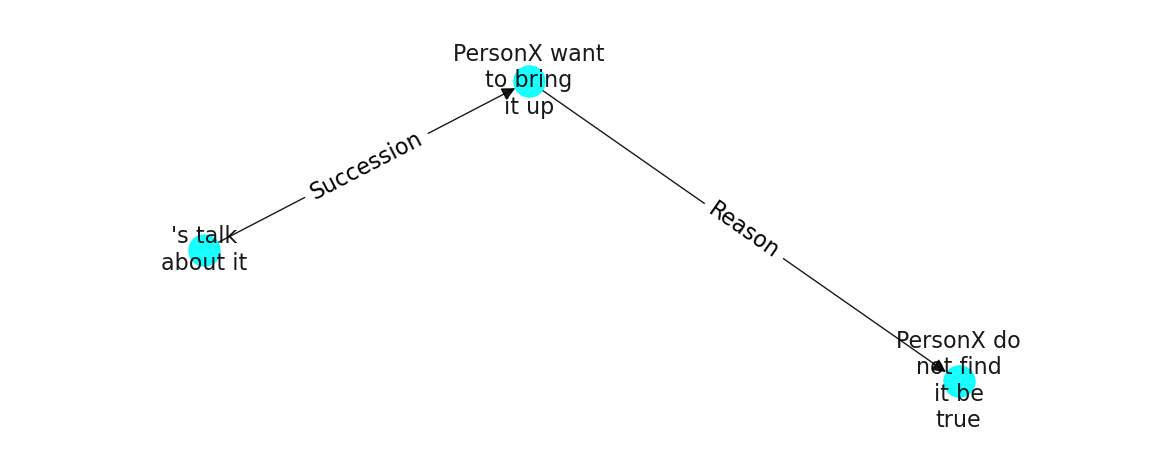 PersonX want
to bring
it up
Succession
's talk
about it
Reason
PersonX do
not find
it be
true